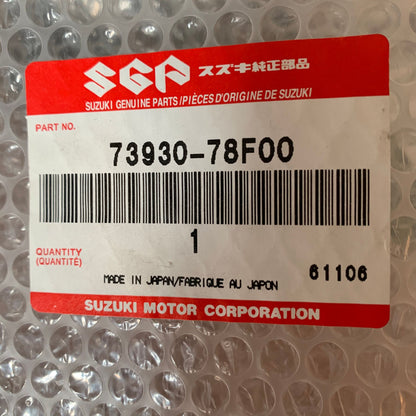 SGP スズキ純正部品
SUZUKI GENUINE PARTS/PIÈCES D'ORIGINE DE SUZUKI
PART NO.
73930-78F00
1
QUANTITY
(QUANTITÉ)
MADE IN JAPAN/FABRIQUE AU JAPON
61106
SUZUKI MOTOR CORPORATION